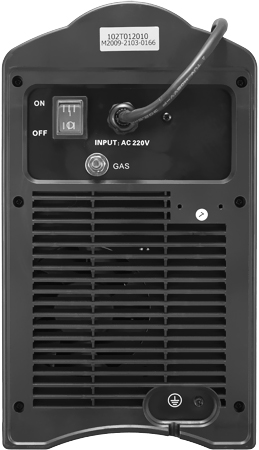 102T012010
M2009-2103-0166
ON
OFF
INPUT: AC 220V
GAS